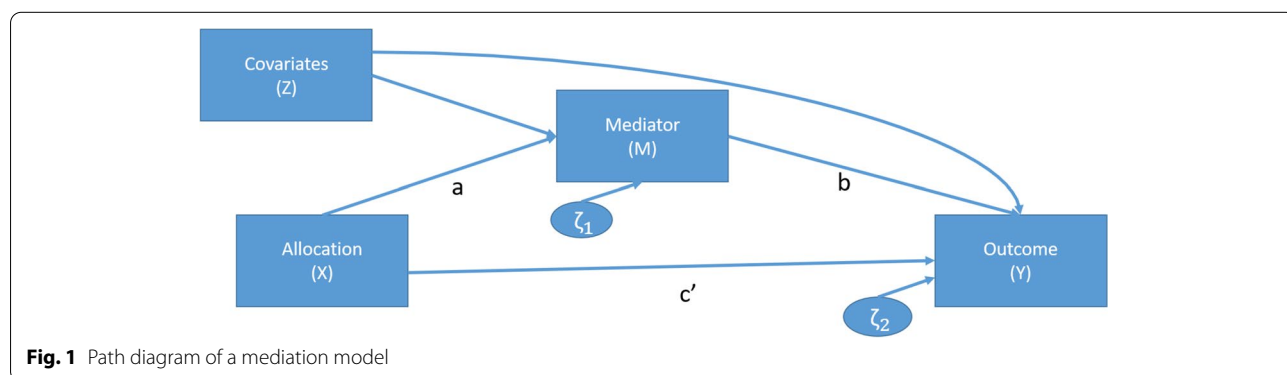 Covariates
(Z)
Mediator
(M)
a
b
ζ1
Allocation
(X)
Outcome
(Y)
c’
ζ2
Fig. 1 Path diagram of a mediation model